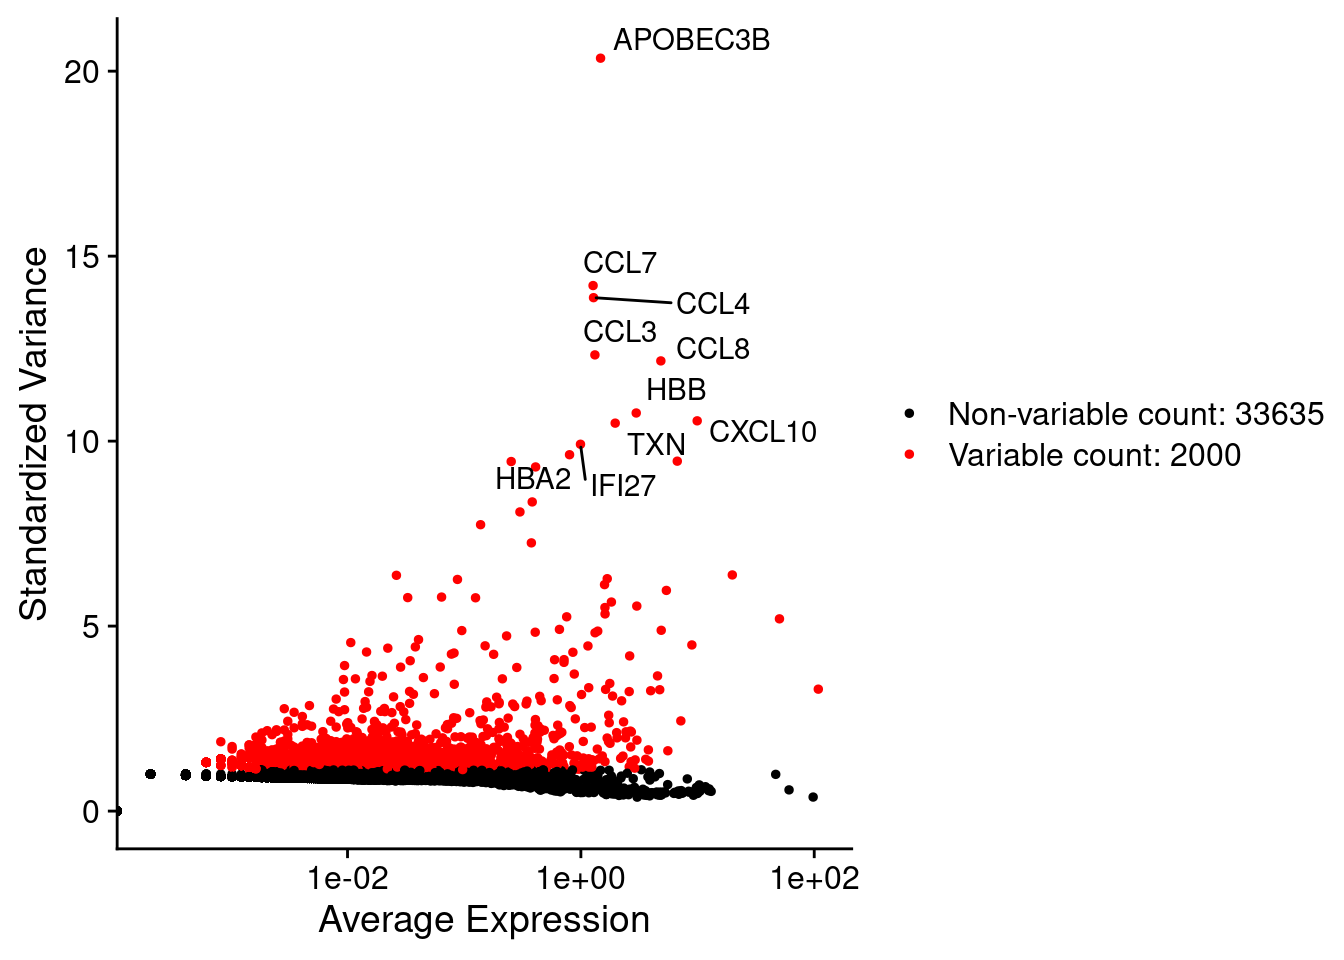 APOBEC3B
20
CCL7
15
CCL4
CCL3
CCL8
HBB
CXCL10
10
TXN
HBA2
IFI27
5
0
Standardized Variance
1e-02
1e+00
1e+02
Average Expression
Non-variable count: 33635
Variable count: 2000